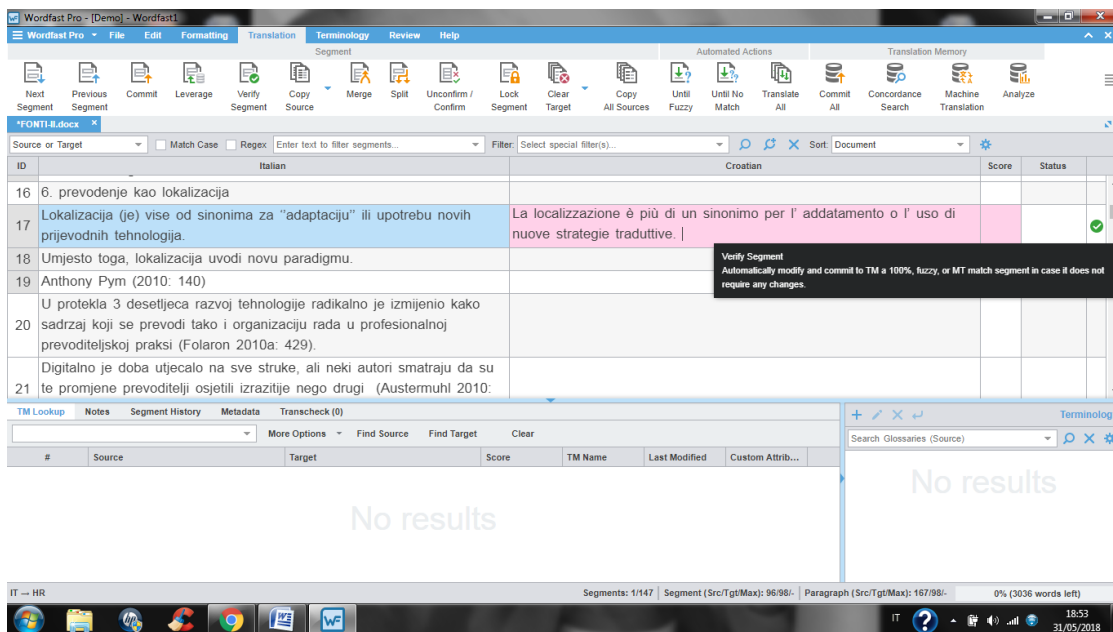 Wordfast Pro - [Demo] - Wordfast1
Wordfast Pro File Edit Formatting Translation Terminology Review Help
Segment Automated Actions Translation Memory
Next Segment
Previous Segment
Commit
Leverage
Verify Segment
Copy Source
Merge
Split
Unconfirm / Confirm
Lock Segment
Clear Target
Copy All Sources
Until Fuzzy
Until No Match
Translate All
Commit All
Concordance Search
Machine Translation
Analyze
*FONTI-II.docx
Source or Target Match Case Regex Enter text to filter segments... Filter: Select special filter(s)... Sort: Document
ID Italian Croatian Score Status
16 6. prevođenje kao lokalizacija
17 Lokalizacija (je) vise od sinonima za "adaptaciju" ili upotrebu novih
prijevodnih tehnologija.
La localizzazione è più di un sinonimo per l' addatamento o l' uso di
nuove strategie traduttive.
Verify Segment
Automatically modify and commit to TM a 100%, fuzzy, or MT match segment in case it does not
require any changes.
18 Umjesto toga, lokalizacija uvodi novu paradigmu.
19 Anthony Pym (2010: 140)
20 U protekla 3 desetljeca razvoj tehnologije radikalno je izmijenio kako
sadrzaj koji se prevodi tako i organizaciju rada u profesionalnoj
prevoditeljskoj praksi (Folaron 2010a: 429).
21 Digitalno je doba utjecalo na sve struke, ali neki autori smatraju da su
te promjene prevoditelji osjetili izrazitije nego drugi (Austermuhl 2010:
TM Lookup Notes Segment History Metadata Transcheck (0)
Terminolog
More Options Find Source Find Target Clear
Search Glossaries (Source)
# Source Target Score TM Name Last Modified Custom Attrib...
No results
No results
IT → HR Segments: 1/147 Segment (Src/Tgt/Max): 96/98/- Paragraph (Src/Tgt/Max): 167/98/- 0% (3036 words left)
IT 18:53
31/05/2018